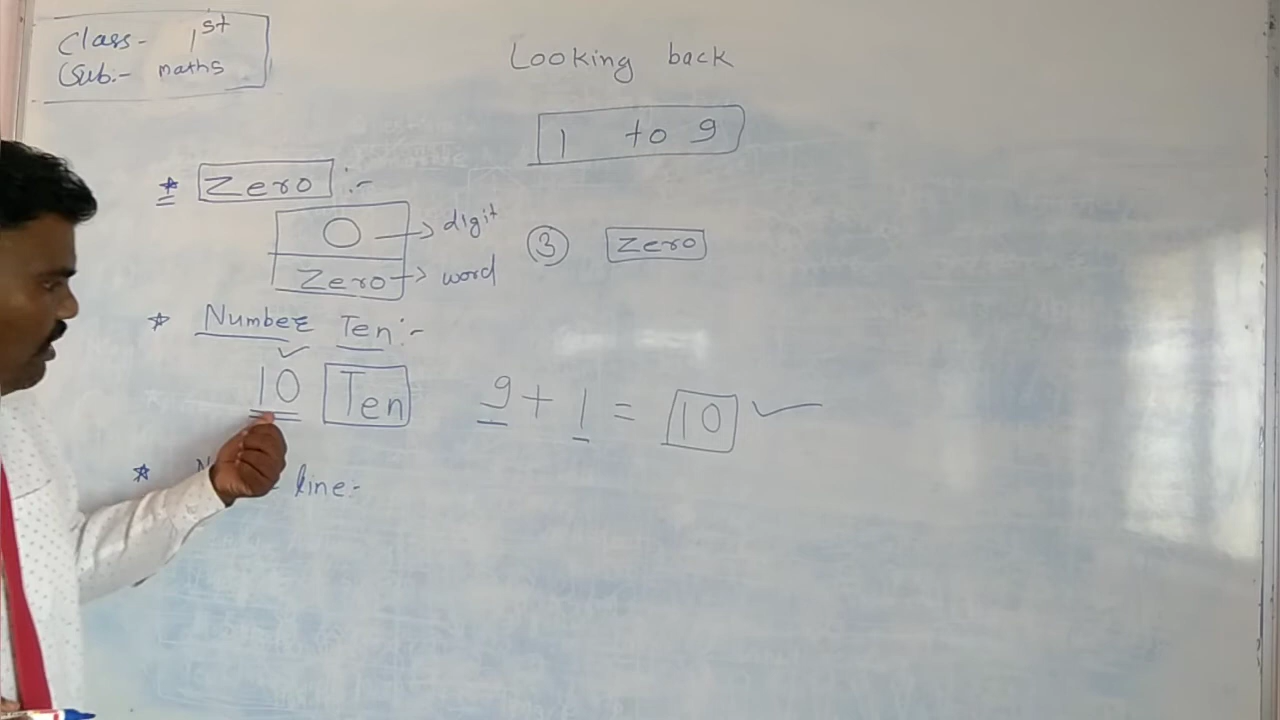 Class- 1st
Sub:- maths
Looking back
1 to 9
* Zero :-
0 → digit
Zero → word
3 Zero
* Number Ten:-
✓
10 Ten 9 + 1 = 10 ✓
* line:-